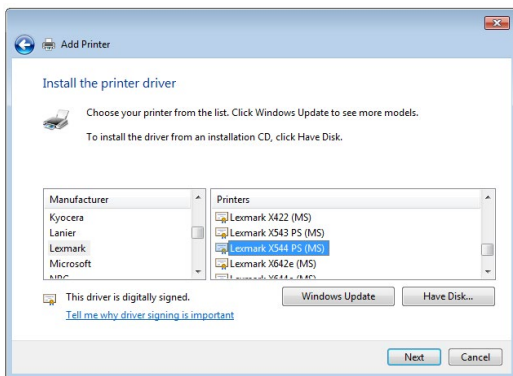 Add Printer
Install the printer driver
Choose your printer from the list. Click Windows Update to see more models.
To install the driver from an installation CD, click Have Disk.
Manufacturer
Kyocera
Lanier
Lexmark
Microsoft
Printers
Lexmark X422 (MS)
Lexmark X543 PS (MS)
Lexmark X544 PS (MS)
Lexmark X642e (MS)
This driver is digitally signed.
Tell me why driver signing is important
Windows Update
Have Disk...
Next
Cancel